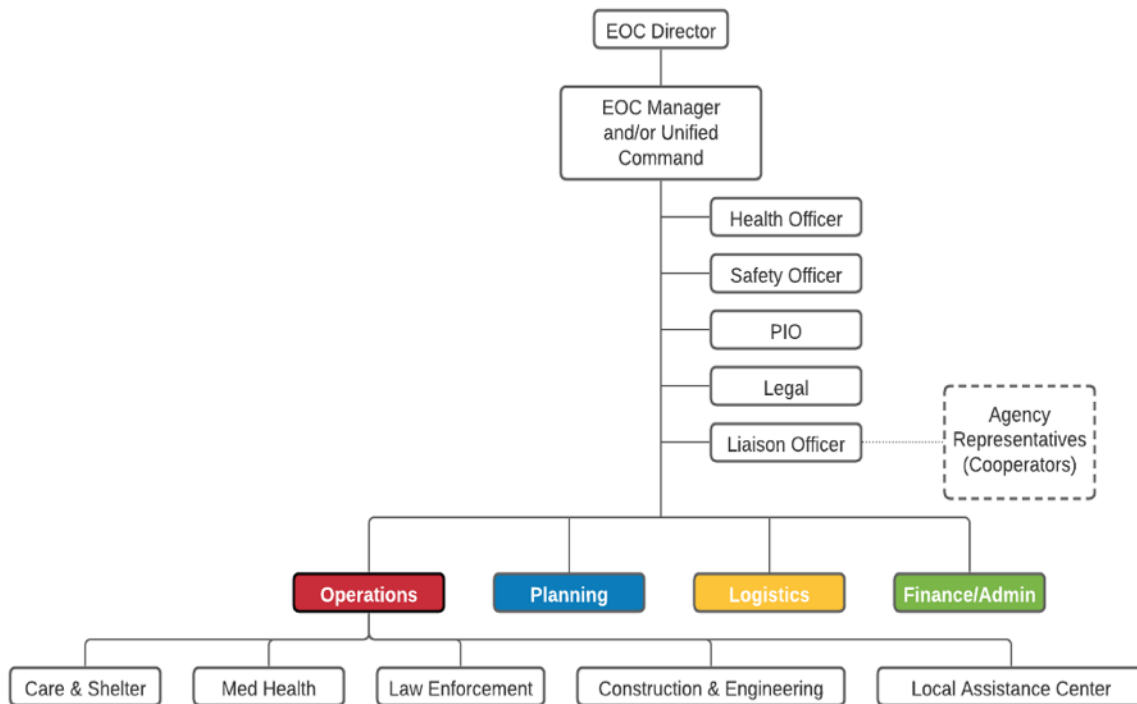 EOC Director
EOC Manager
and/or Unified
Command
Health Officer
Safety Officer
PIO
Legal
Liaison Officer
Agency
Representatives
(Cooperators)
Operations
Planning
Logistics
Finance/Admin
Care & Shelter
Med Health
Law Enforcement
Construction & Engineering
Local Assistance Center